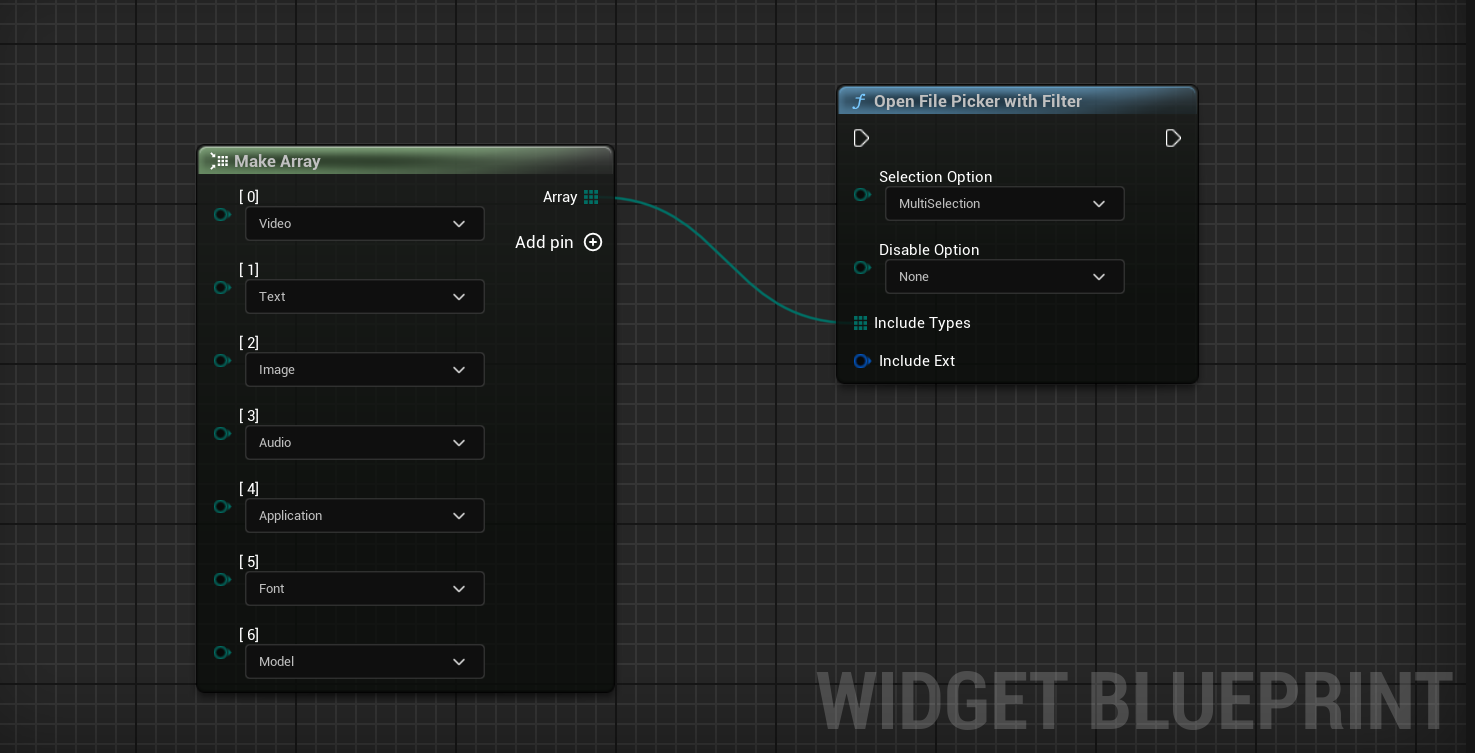 Make Array
[ 0]
Video
Array
Add pin
[ 1]
Text
[ 2]
Image
[ 3]
Audio
[ 4]
Application
[ 5]
Font
[ 6]
Model
Open File Picker with Filter
Selection Option
MultiSelection
Disable Option
None
Include Types
Include Ext
WIDGET BLUEPRINT